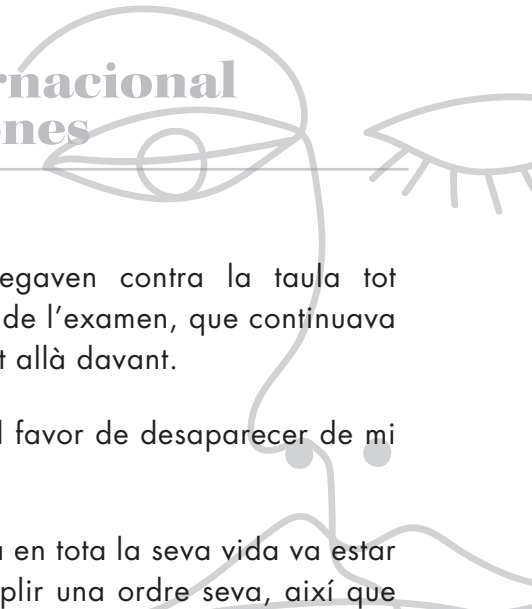 rnacional
ones
egaven contra la taula tot
de l’examen, que continuava
t allà davant.
l favor de desaparecer de mi
a en tota la seva vida va estar
plir una ordre seva, així que